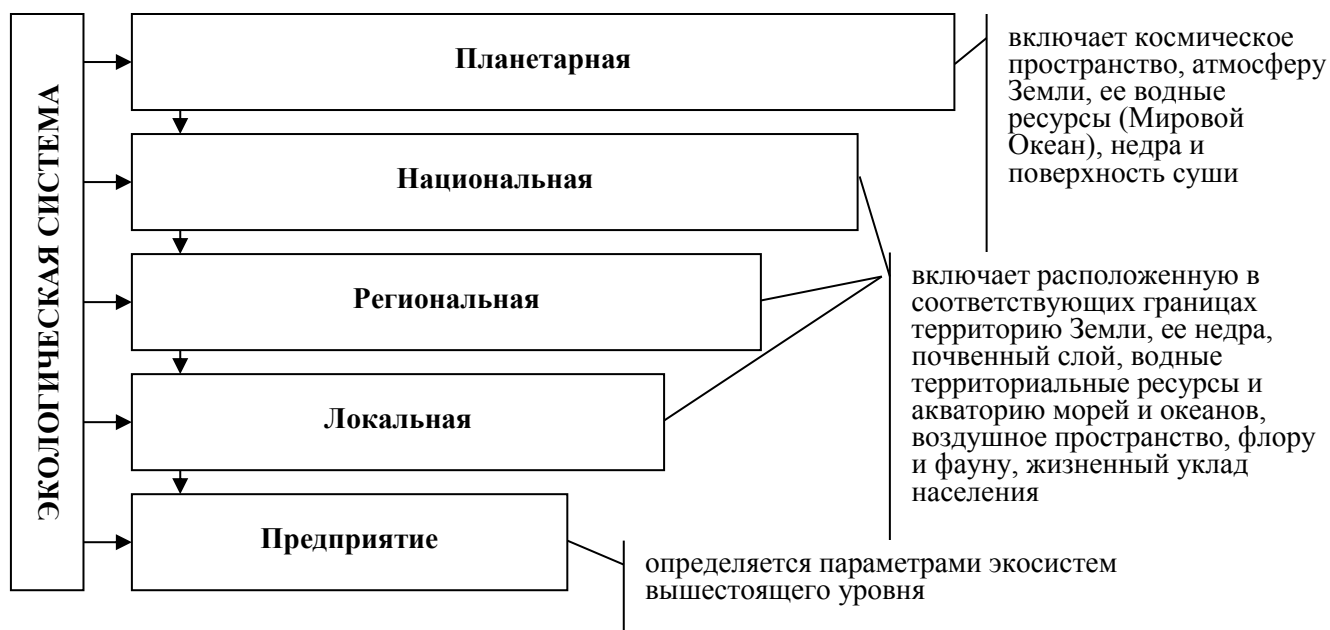 ЭКОЛОГИЧЕСКАЯ СИСТЕМА
Планетарная
включает космическое
пространство, атмосферу
Земли, ее водные
ресурсы (Мировой
Океан), недра и
поверхность суши
Национальная
Региональная
Локальная
включает расположенную в
соответствующих границах
территорию Земли, ее недра,
почвенный слой, водные
территориальные ресурсы и
акваторию морей и океанов,
воздушное пространство, флору
и фауну, жизненный уклад
населения
Предприятие
определяется параметрами экосистем
вышестоящего уровня